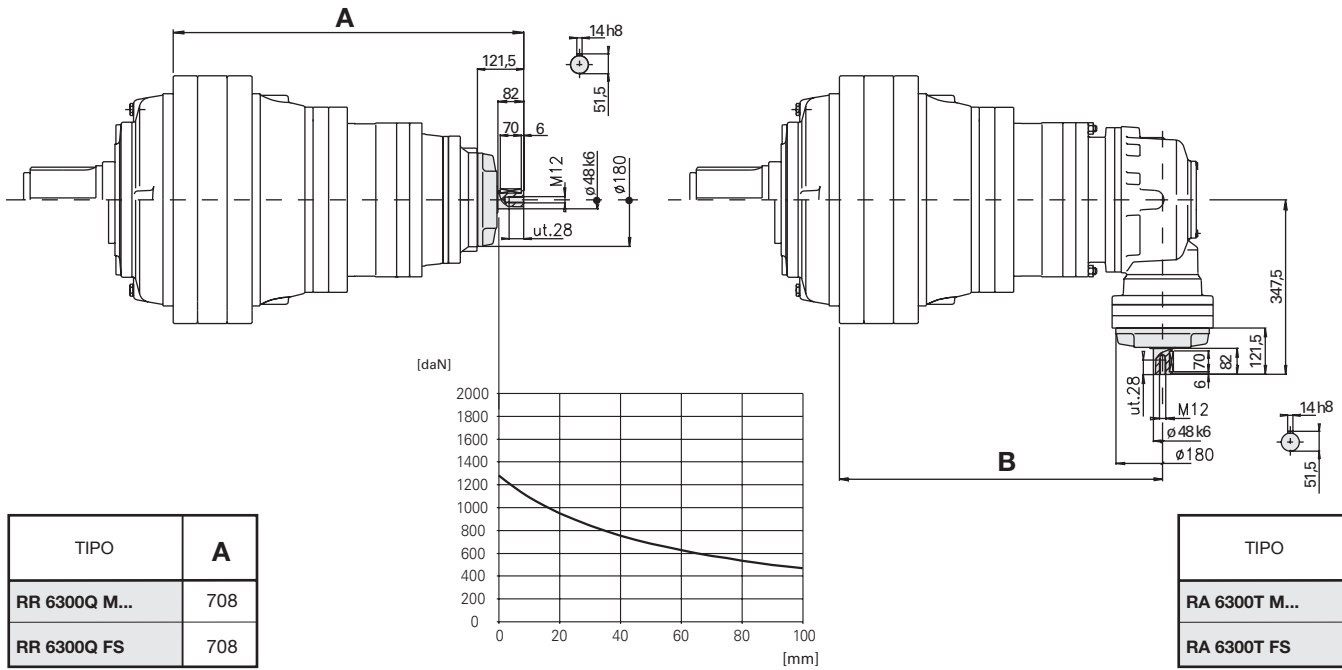 A
14h8
121,5
51,5
82
70 6
M12
ø48k6
ø180
ut.28
347,5
121,5
82
70
6
ut.28
M12
ø48k6
ø180
14h8
51,5
B
[daN]
2000
1800
1600
1400
1200
1000
800
600
400
200
0
0 20 40 60 80 100
[mm]
TIPO A
RR 6300Q M... 708
RR 6300Q FS 708
TIPO
RA 6300T M...
RA 6300T FS